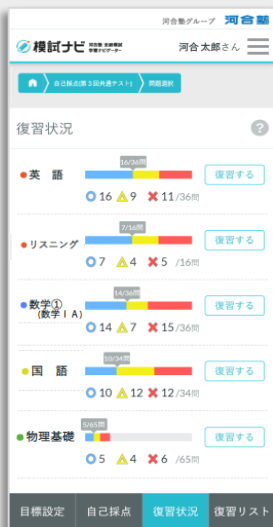 河合塾グループ 河合塾
模試ナビ 河合塾 全統模試 学習ナビゲーター
河合 太郎さん
自己採点(第3回共通テスト) 問題選択
復習状況 ?
16/36問
英 語 復習する
16 9 11/36問
7/16問
リスニング 復習する
7 4 5 /16問
14/36問
数学① 復習する
(数学ⅠA)
14 7 15/36問
10/34問
国 語 復習する
10 12 12/34問
5/65問
物理基礎 復習する
5 4 6 /65問
目標設定 自己採点 復習状況 復習リスト